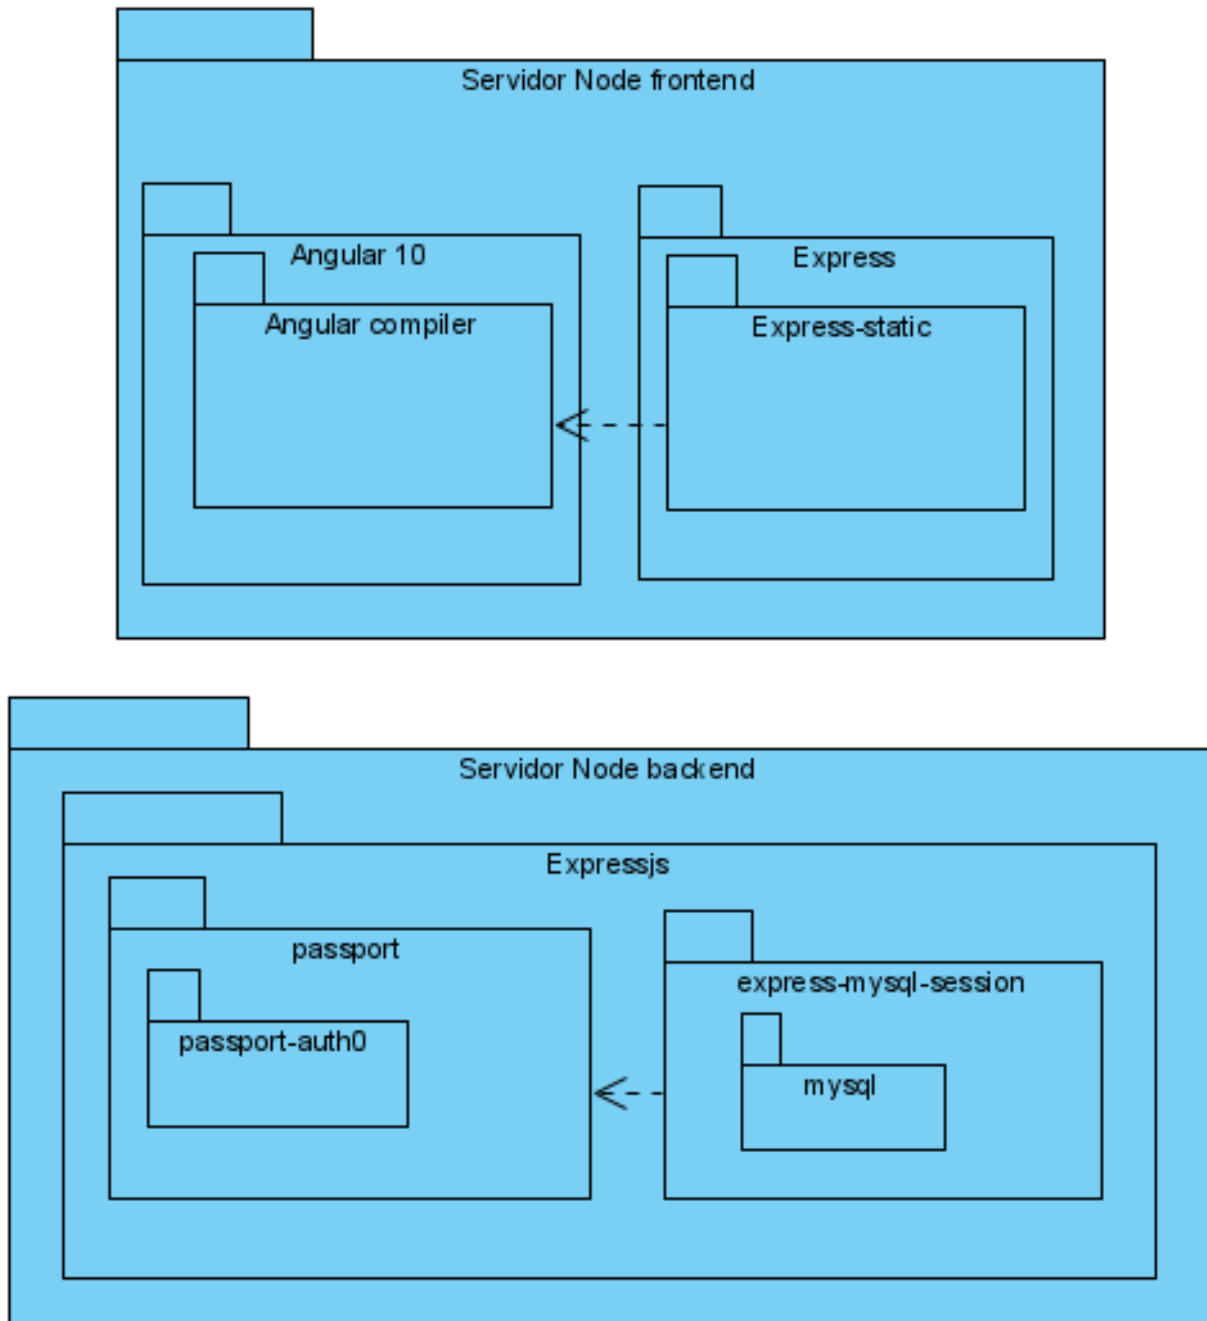 Servidor Node frontend
Angular 10
Express
Angular compiler
Express-static
Servidor Node backend
Expressjs
passport
express-mysql-session
passport-auth0
mysql